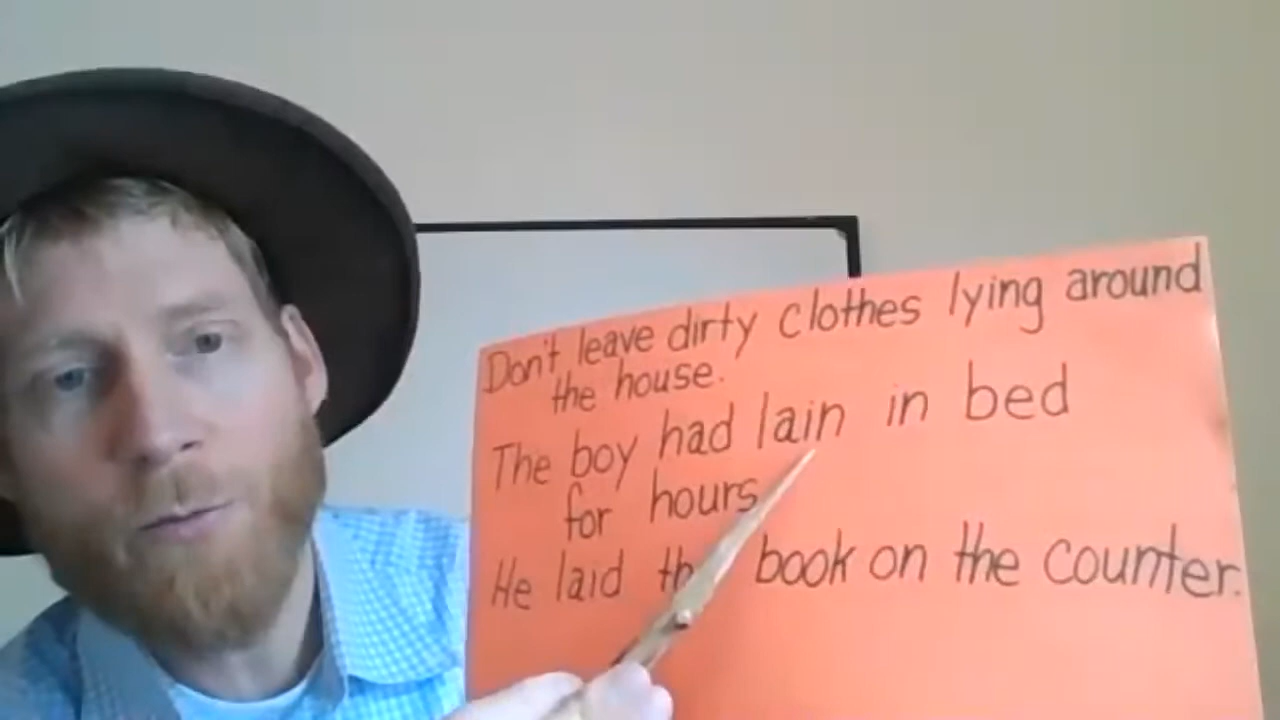 Don't leave dirty clothes lying around
the house.
The boy had lain in bed
for hours
He laid the book on the counter.